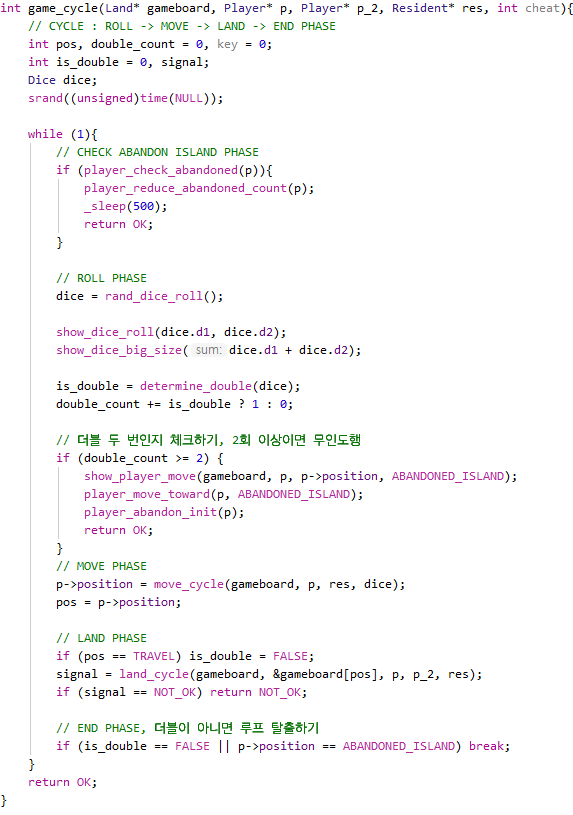 int game_cycle(Land* gameboard, Player* p, Player* p_2, Resident* res, int cheat){
    // CYCLE : ROLL -> MOVE -> LAND -> END PHASE
    int pos, double_count = 0, key = 0;
    int is_double = 0, signal;
    Dice dice;
    srand((unsigned)time(NULL));

    while (1){
        // CHECK ABANDON ISLAND PHASE
        if (player_check_abandoned(p)){
            player_reduce_abandoned_count(p);
            _sleep(500);
            return OK;
        }

        // ROLL PHASE
        dice = rand_dice_roll();

        show_dice_roll(dice.d1, dice.d2);
        show_dice_big_size( sum: dice.d1 + dice.d2);

        is_double = determine_double(dice);
        double_count += is_double ? 1 : 0;

        // 더블 두 번인지 체크하기, 2회 이상이면 무인도행
        if (double_count >= 2) {
            show_player_move(gameboard, p, p->position, ABANDONED_ISLAND);
            player_move_toward(p, ABANDONED_ISLAND);
            player_abandon_init(p);
            return OK;
        }
        // MOVE PHASE
        p->position = move_cycle(gameboard, p, res, dice);
        pos = p->position;

        // LAND PHASE
        if (pos == TRAVEL) is_double = FALSE;
        signal = land_cycle(gameboard, &gameboard[pos], p, p_2, res);
        if (signal == NOT_OK) return NOT_OK;

        // END PHASE, 더블이 아니면 루프 탈출하기
        if (is_double == FALSE || p->position == ABANDONED_ISLAND) break;
    }
    return OK;
}